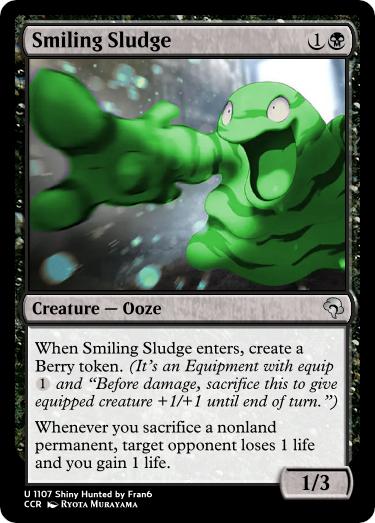 Smiling Sludge 1
Creature — Ooze
When Smiling Sludge enters, create a
Berry token. (It's an Equipment with equip
1 and “Before damage, sacrifice this to give
equipped creature +1/+1 until end of turn.”)
Whenever you sacrifice a nonland
permanent, target opponent loses 1 life
and you gain 1 life.
1/3
U 1107 Shiny Hunted by Fran6
CCR Ryota Murayama